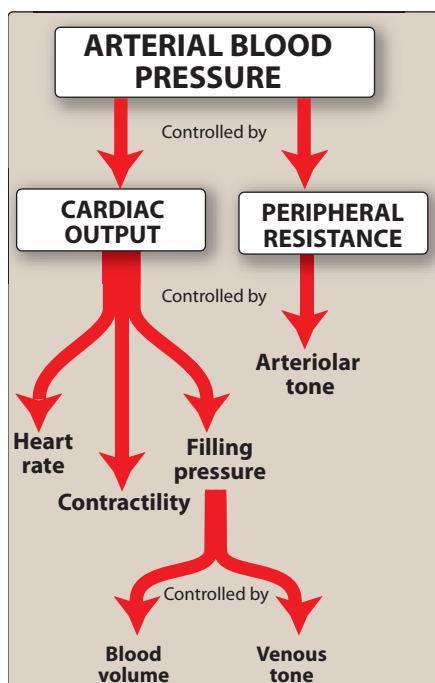 ARTERIAL BLOOD
PRESSURE
Controlled by
CARDIAC
OUTPUT
PERIPHERAL
RESISTANCE
Controlled by
Arteriolar
tone
Heart
rate
Contractility
Filling
pressure
Controlled by
Blood
volume
Venous
tone